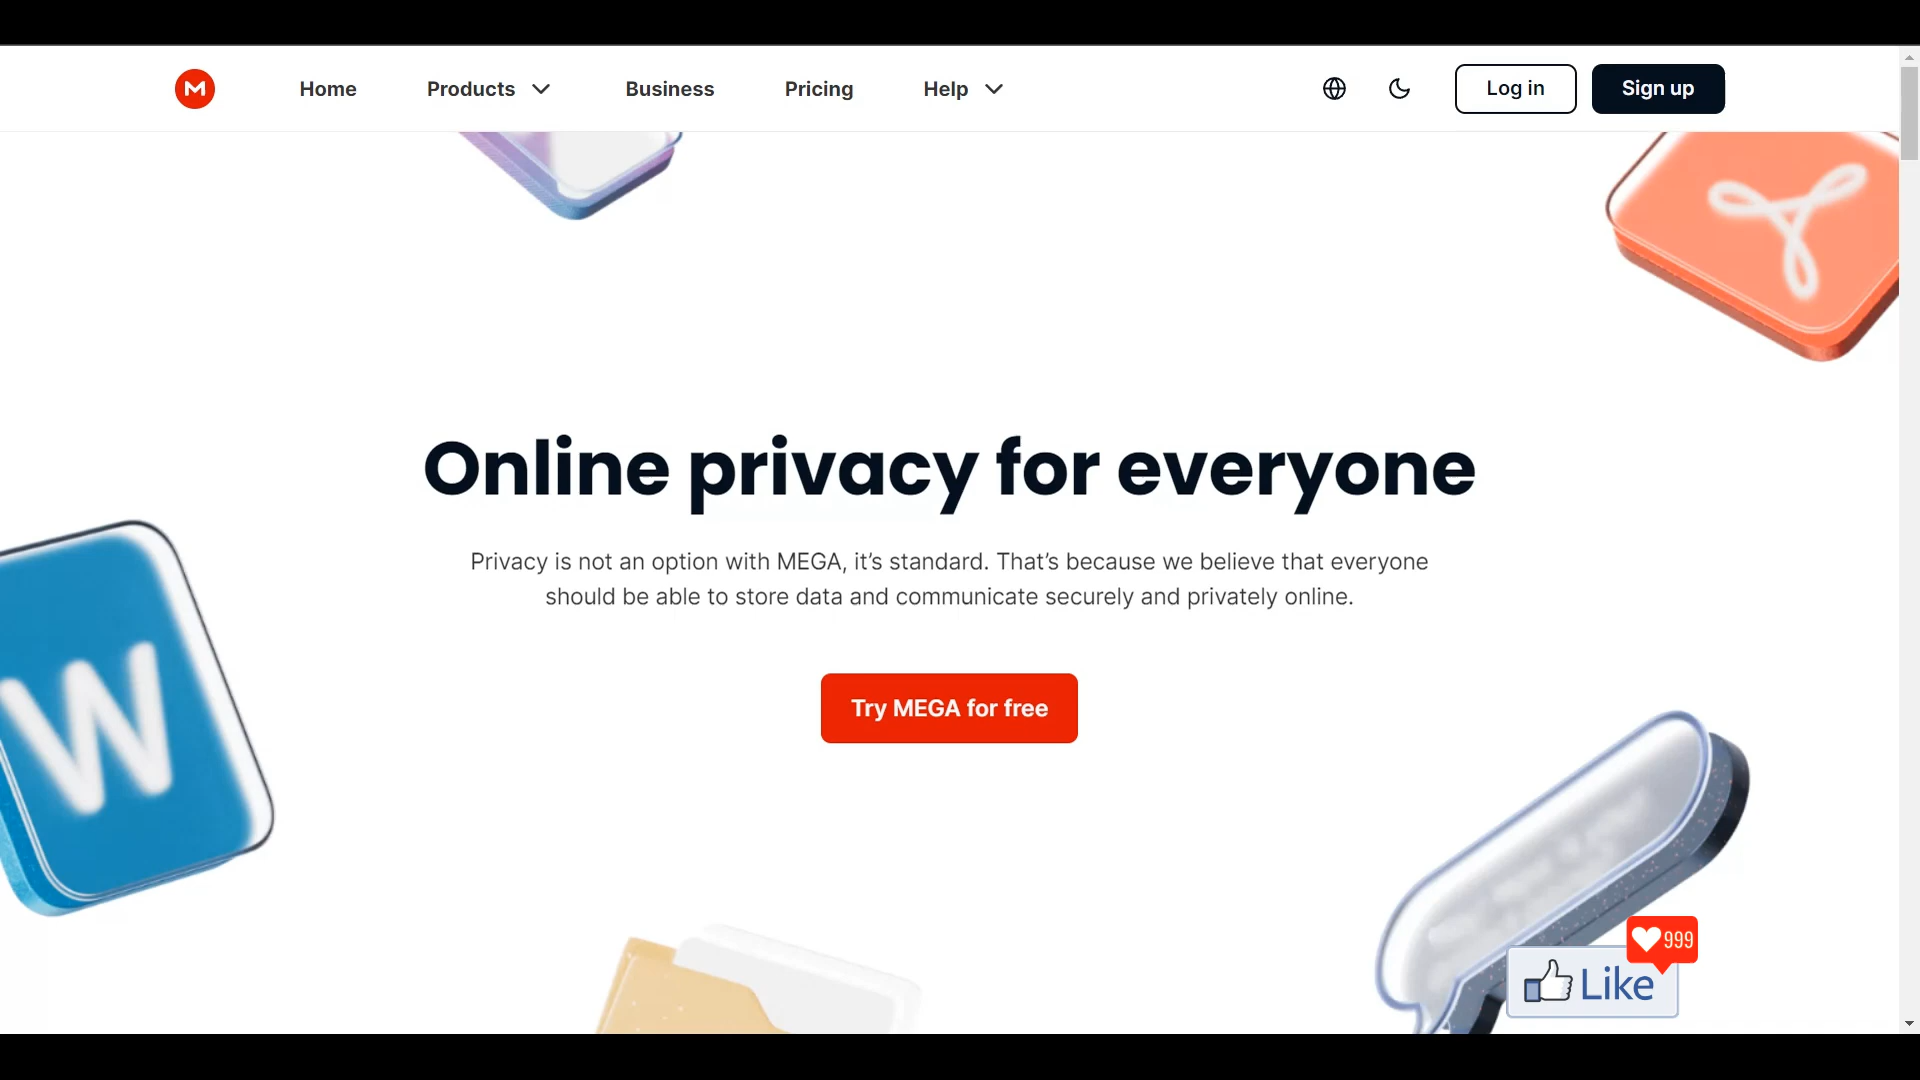 M Home Products Business Pricing Help Log in Sign up
Online privacy for everyone
Privacy is not an option with MEGA, it’s standard. That’s because we believe that everyone
should be able to store data and communicate securely and privately online.
W
Try MEGA for free
999
Like